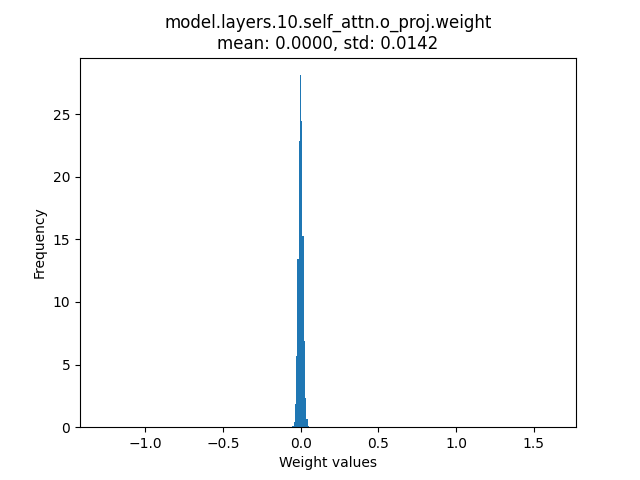 model.layers.10.self_attn.o_proj.weight
mean: 0.0000, std: 0.0142
Frequency
25
20
15
10
5
0
−1.0 −0.5 0.0 0.5 1.0 1.5
Weight values